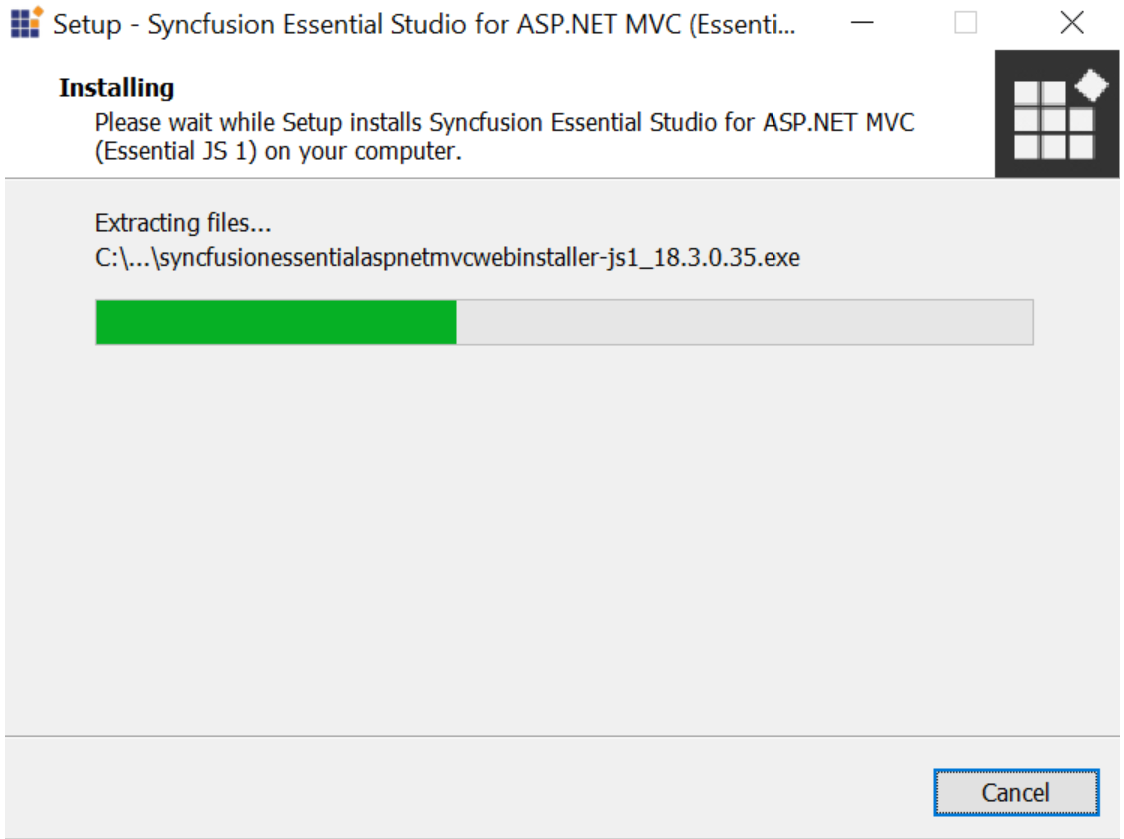 Setup - Syncfusion Essential Studio for ASP.NET MVC (Essenti...
Installing
Please wait while Setup installs Syncfusion Essential Studio for ASP.NET MVC
(Essential JS 1) on your computer.
Extracting files...
C:\...\syncfusionessentialaspnetmvcwebinstaller-js1_18.3.0.35.exe
Cancel